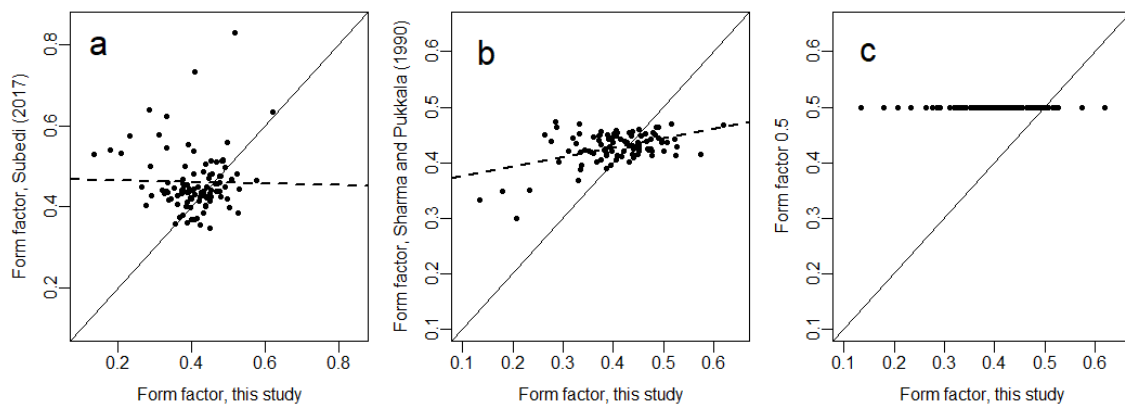 a
0.2 0.4 0.6 0.8
Form factor, Subedi (2017)
0.2 0.4 0.6 0.8
Form factor, this study
b
0.1 0.2 0.3 0.4 0.5 0.6
Form factor, Sharma and Pukkala (1990)
0.1 0.2 0.3 0.4 0.5 0.6
Form factor, this study
c
0.1 0.2 0.3 0.4 0.5 0.6
Form factor 0.5
0.1 0.2 0.3 0.4 0.5 0.6
Form factor, this study